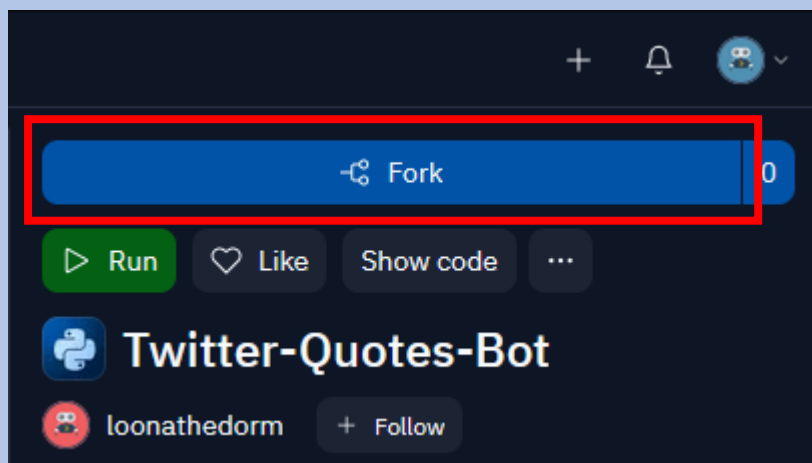 Fork 0
Run Like Show code ...
Twitter-Quotes-Bot
loonathedorm + Follow